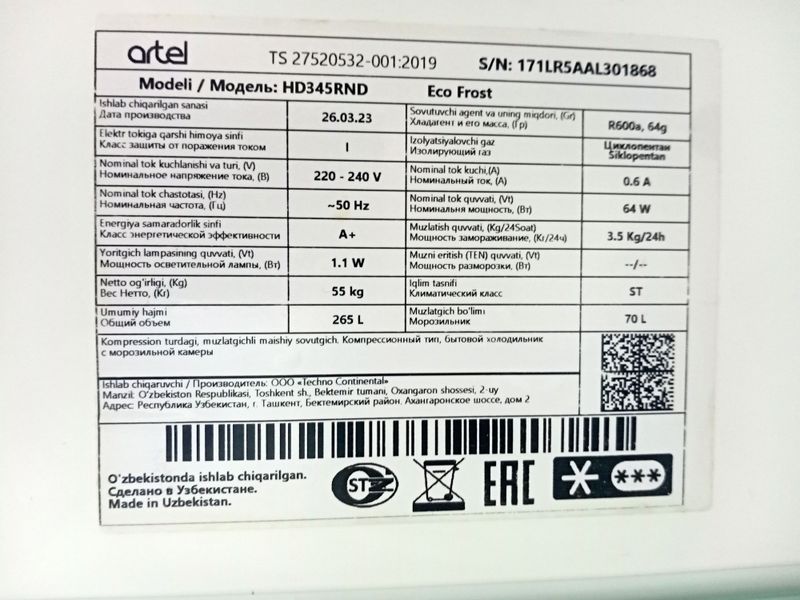 artel
TS 27520532-001:2019
S/N: 171LR5AAL301868
Modeli / Модель: HD345RND
Eco Frost
Ishlab chiqarilgan sanasi
Дата производства
26.03.23
Sovutuvchi agent va uning miqdori, (Gr)
Хладагент и его масса, (Гр)
R600a, 64g
Elektr tokiga qarshi himoya sinfi
Класс защиты от поражения током
I
Izolyatsiyalovchi gaz
Изолирующий газ
Циклопентан
Siklopentan
Nominal tok kuchlanishi va turi, (V)
Номинальное напряжение тока, (В)
220 - 240 V
Nominal tok kuchi,(A)
Номинальный ток, (А)
0.6 A
Nominal tok chastotasi, (Hz)
Номинальная частота, (Гц)
~50 Hz
Nominal tok quvvati, (Vt)
Номинальня мощность, (Вт)
64 W
Energiya samaradorlik sinfi
Класс энергетической эффективности
A+
Muzlatish quvvati, (Kg/24Soat)
Мощность замораживание, (Кг/24ч)
3.5 Kg/24h
Yoritgich lampasining quvvati, (Vt)
Мощность осветительной лампы, (Вт)
1.1 W
Muzni eritish (TEN) quvvati, (Vt)
Мощность разморозки, (Вт)
--/--
Netto og'irligi, (Kg)
Вес Нетто, (Кг)
55 kg
Iqlim tasnifi
Климатический класс
ST
Umumiy hajmi
Общий объем
265 L
Muzlatgich bo'limi
Морозильник
70 L
Kompression turdagi, muzlatgichli maishiy sovutgich. Компрессионный тип, бытовой холодильник
с морозильной камеры
Ishlab chiqaruvchi / Производитель: ООО «Techno Continental»
Manzil: O'zbekiston Respublikasi, Toshkent sh., Bektemir tumani, Oxangaron shossesi, 2-uy
Адрес: Республика Узбекистан, г. Ташкент, Бектемирский район. Ахангаронское шоссе, дом 2
O'zbekistonda ishlab chiqarilgan.
Сделано в Узбекистане.
Made in Uzbekistan.
ST
EAC